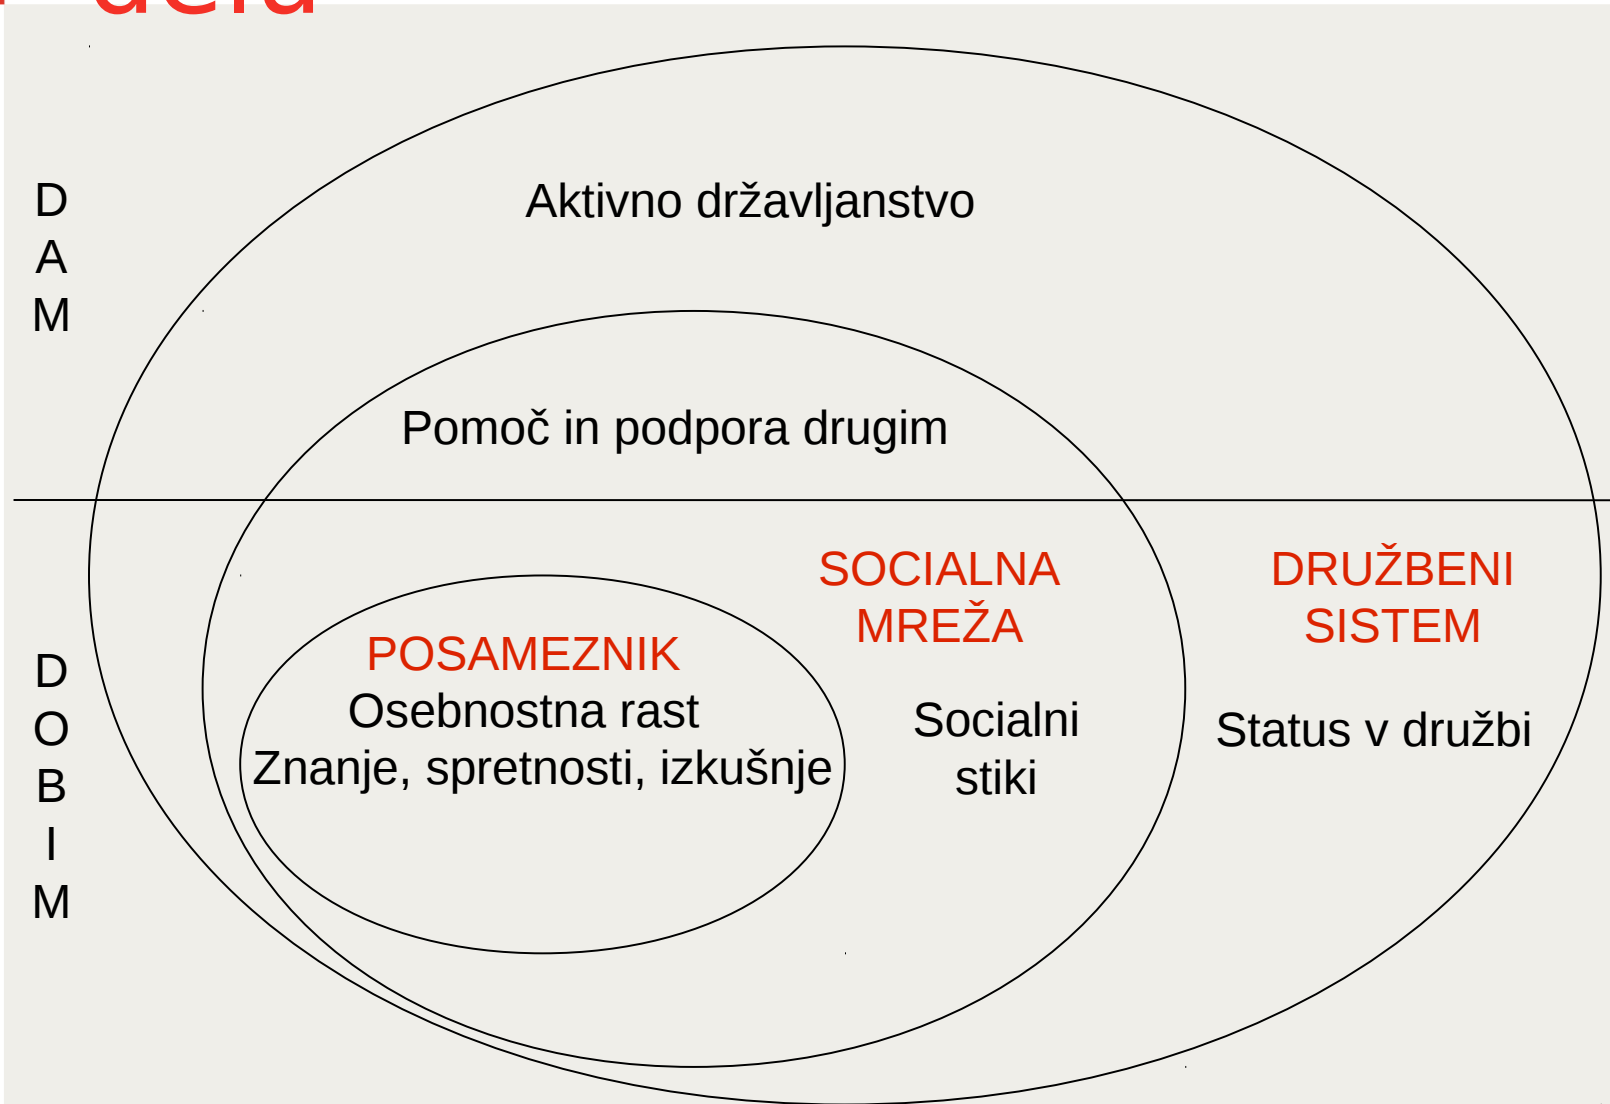 dela
D
A
M
Aktivno državljanstvo
Pomoč in podpora drugim
D
O
B
I
M
POSAMEZNIK
Osebnostna rast
Znanje, spretnosti, izkušnje
SOCIALNA
MREŽA
Socialni
stiki
DRUŽBENI
SISTEM
Status v družbi